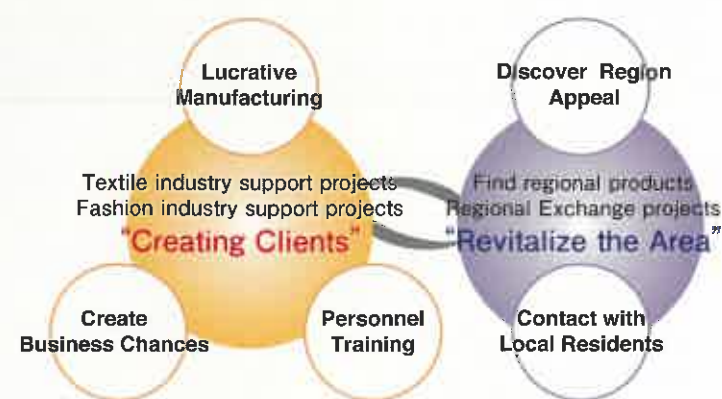 Lucrative
Manufacturing
Textile industry support projects
Fashion industry support projects
"Creating Clients"
Create
Business Chances
Personnel
Training
Discover Region
Appeal
Find regional products
Regional Exchange projects
"Revitalize the Area"
Contact with
Local Residents